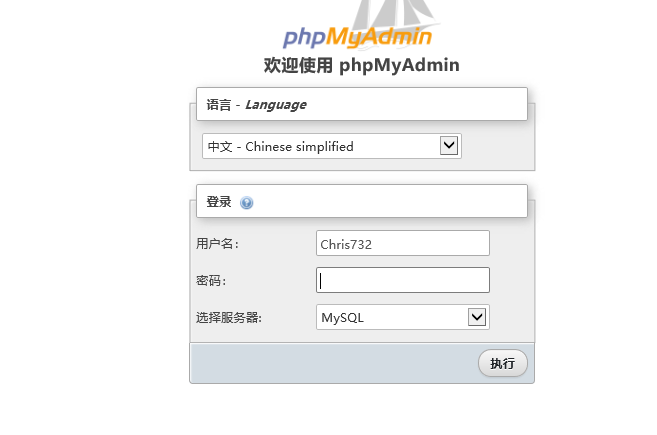 phpMyAdmin
欢迎使用 phpMyAdmin
语言 - Language
中文 - Chinese simplified
登录
用户名：
Chris732
密码：
选择服务器:
MySQL
执行